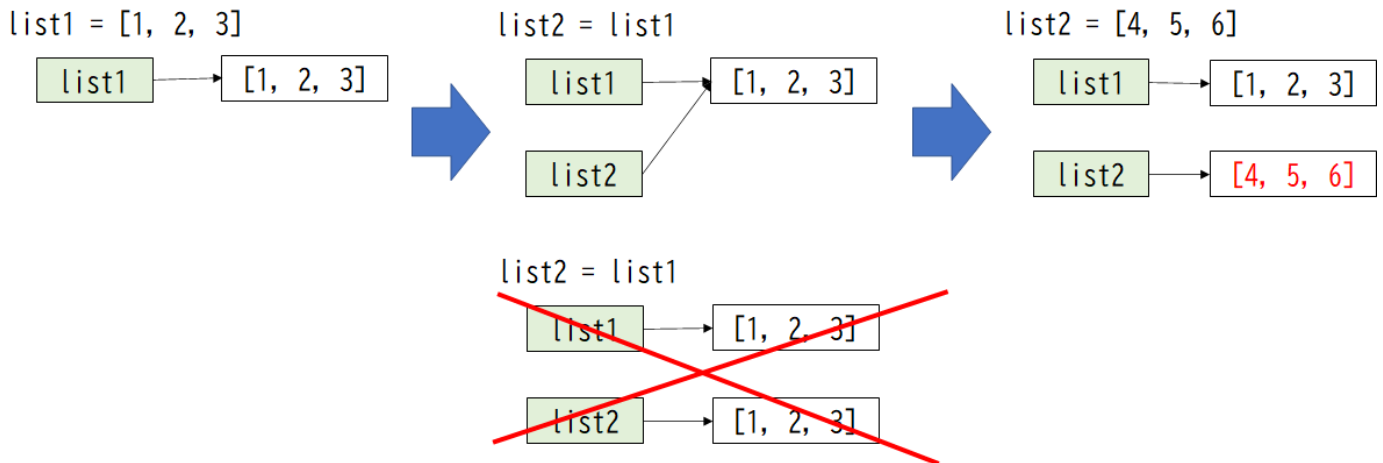 list1 = [1, 2, 3]
list1
[1, 2, 3]
list2 = list1
list1
[1, 2, 3]
list2
list2 = [4, 5, 6]
list1
[1, 2, 3]
list2
[4, 5, 6]
list2 = list1
list1
[1, 2, 3]
list2
[1, 2, 3]